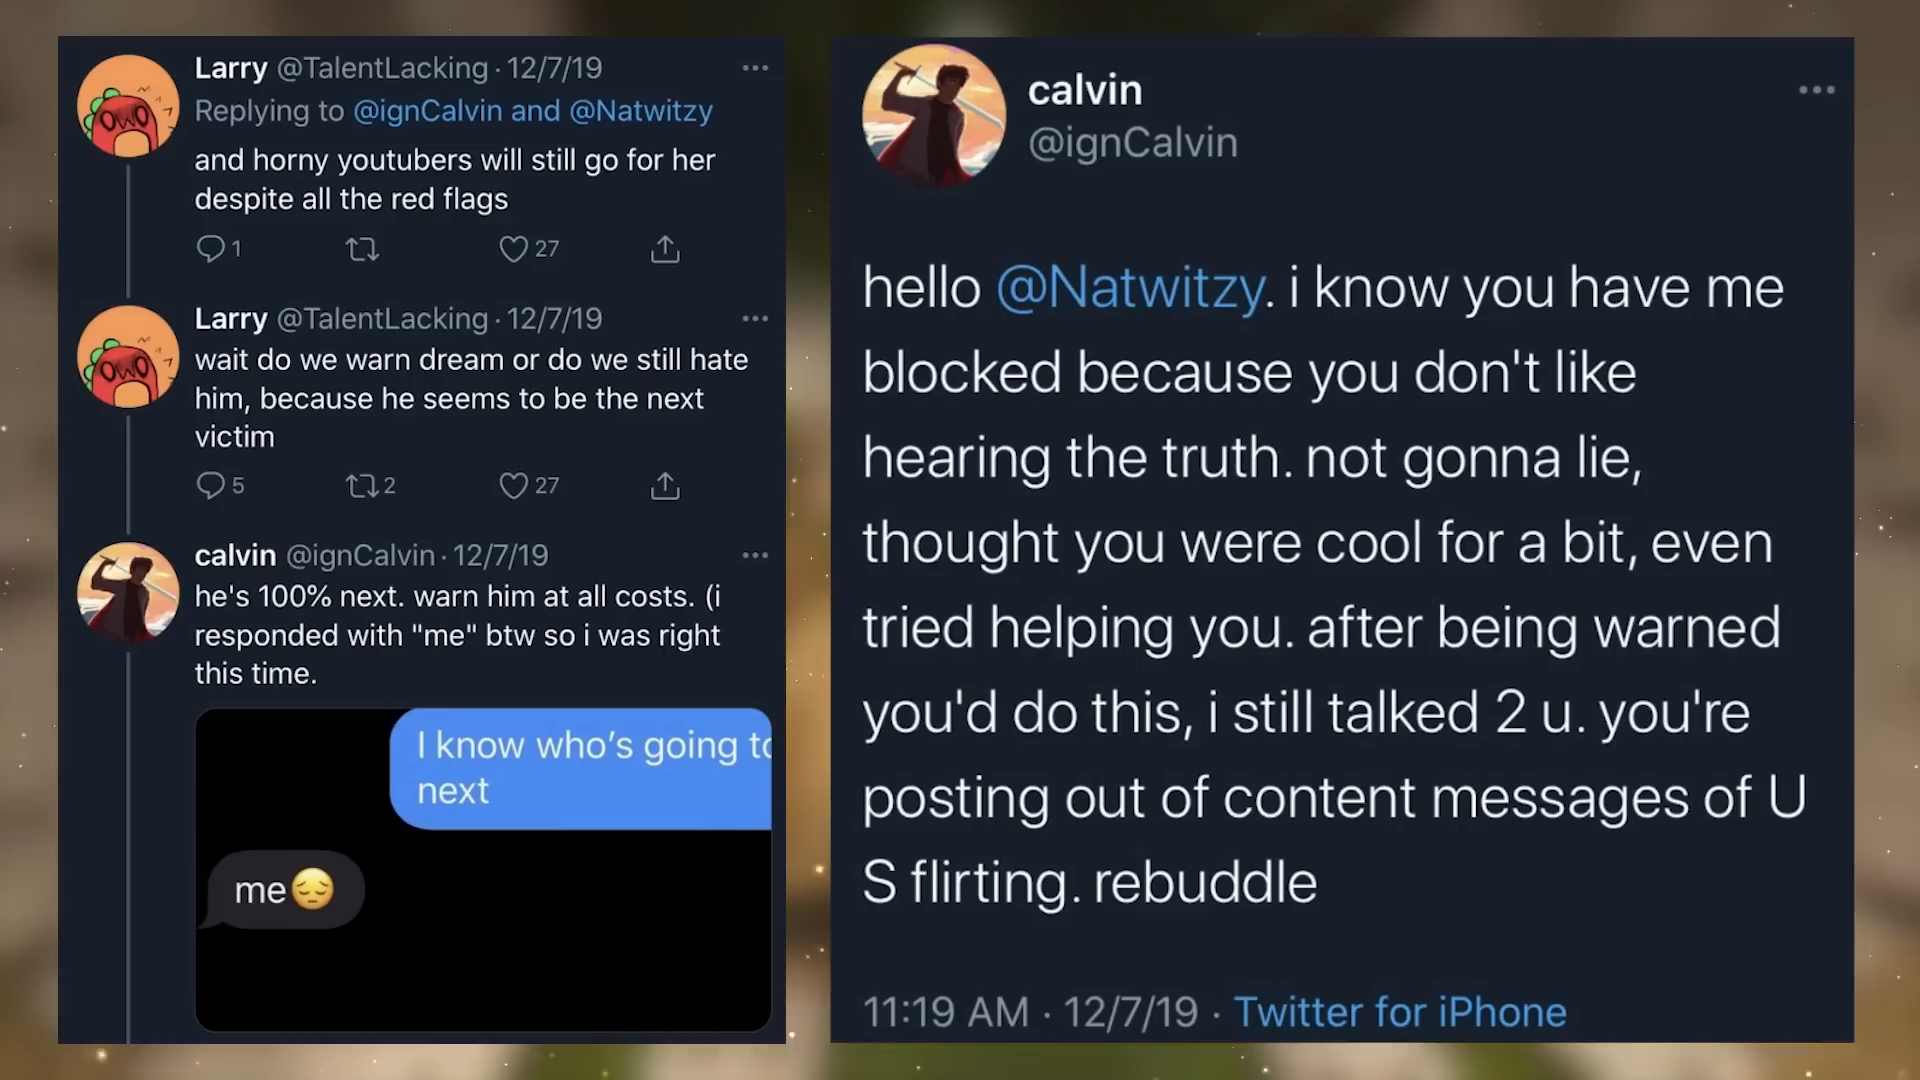 Larry @TalentLacking · 12/7/19
Replying to @ignCalvin and @Natwitzy
and horny youtubers will still go for her
despite all the red flags
1 27
Larry @TalentLacking · 12/7/19
wait do we warn dream or do we still hate
him, because he seems to be the next
victim
5 2 27
calvin @ignCalvin · 12/7/19
he's 100% next. warn him at all costs. (i
responded with "me" btw so i was right
this time.
I know who's going to
next
me😔
calvin
@ignCalvin
hello @Natwitzy. i know you have me
blocked because you don't like
hearing the truth. not gonna lie,
thought you were cool for a bit, even
tried helping you. after being warned
you'd do this, i still talked 2 u. you're
posting out of content messages of U
S flirting. rebuddle
11:19 AM · 12/7/19 · Twitter for iPhone